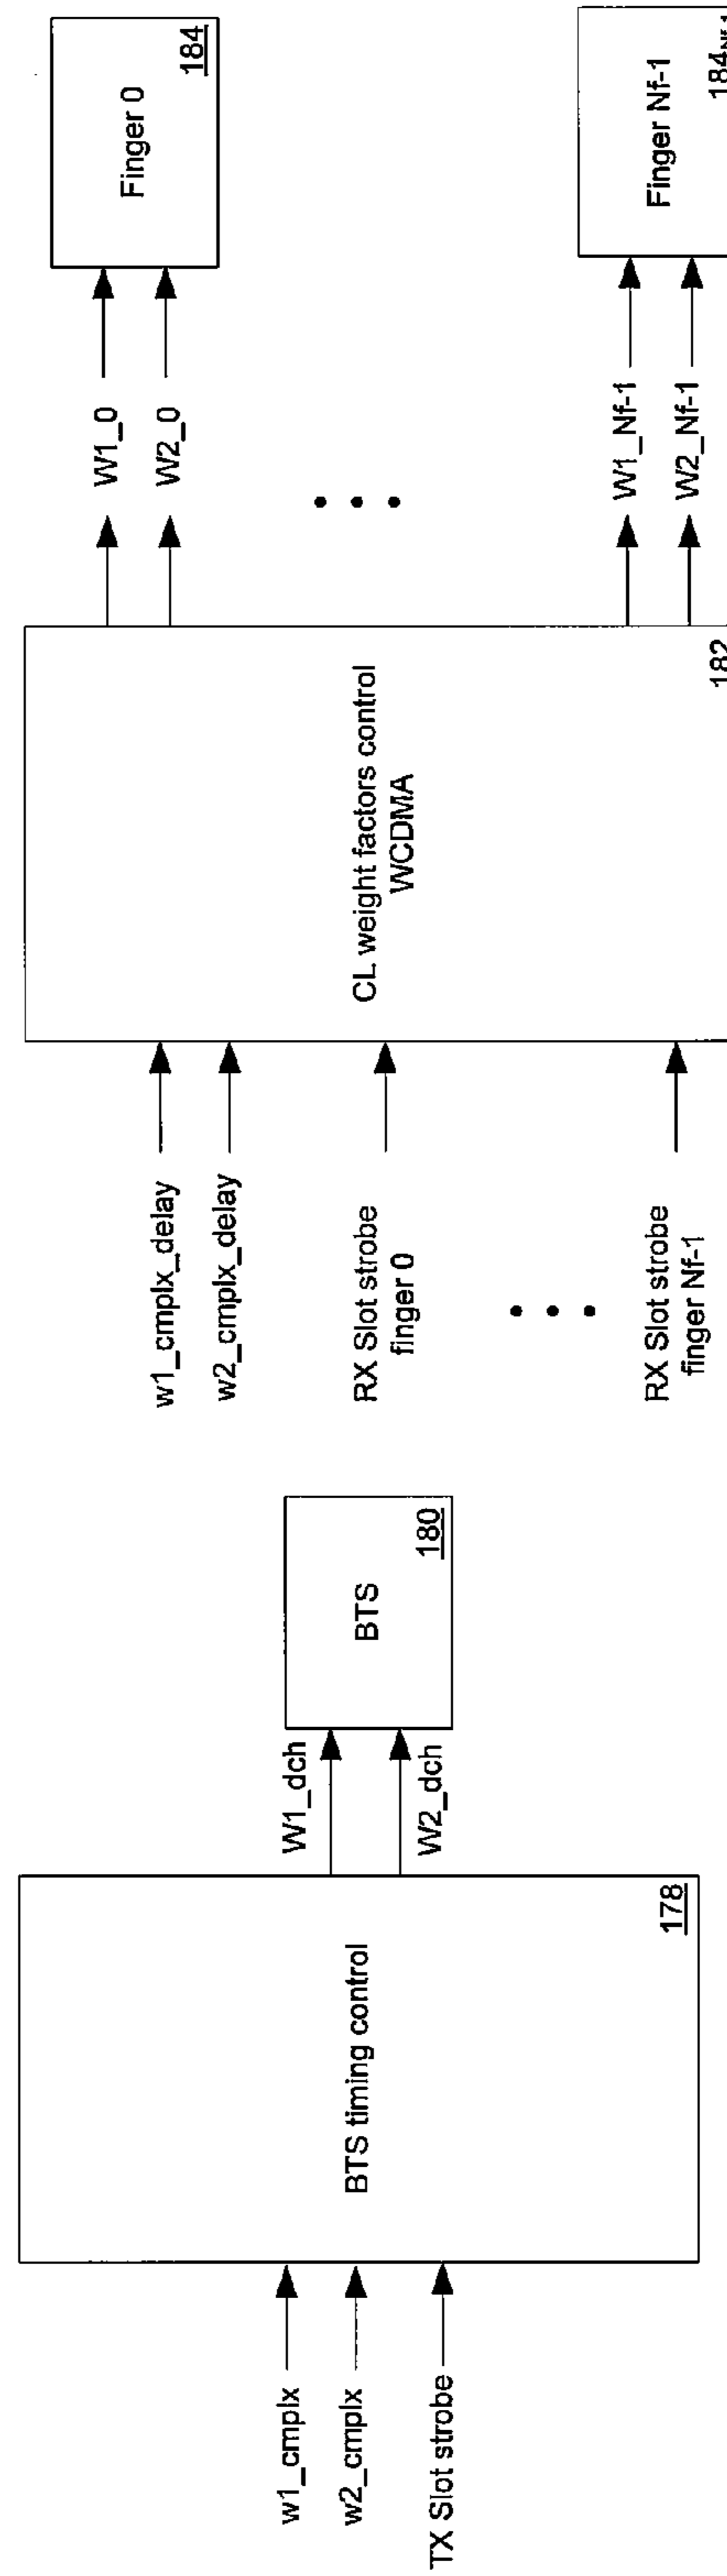 w1_cmplx
w2_cmplx
TX Slot strobe
BTS timing control
178
W1_dch
W2_dch
BTS
180
w1_cmplx_delay
w2_cmplx_delay
RX Slot strobe
finger 0
RX Slot strobe
finger Nf-1
CL weight factors control
WCDMA
182
W1_0
W2_0
W1_Nf-1
W2_Nf-1
Finger 0
184
Finger Nf-1
184Nf-1